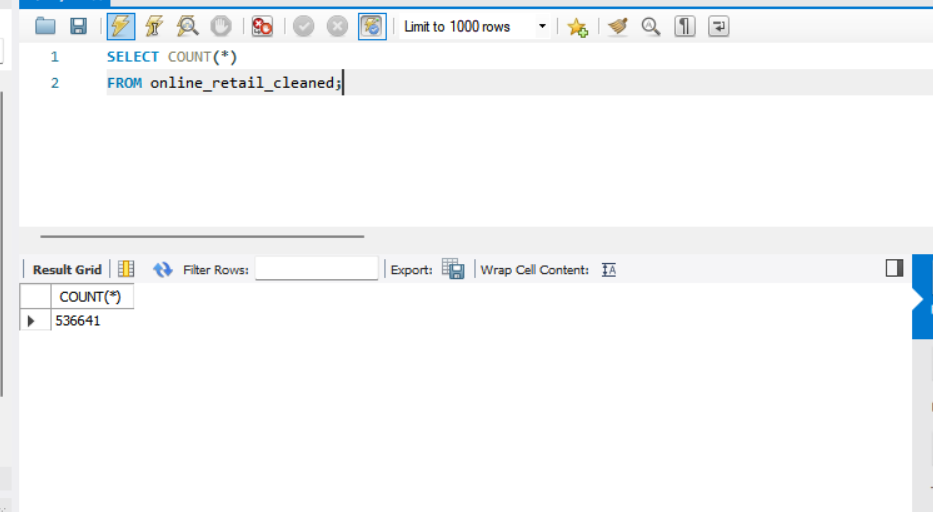 Limit to 1000 rows
1 SELECT COUNT(*)
2 FROM online_retail_cleaned;
Result Grid Filter Rows: Export: Wrap Cell Content: IA
COUNT(*)
536641